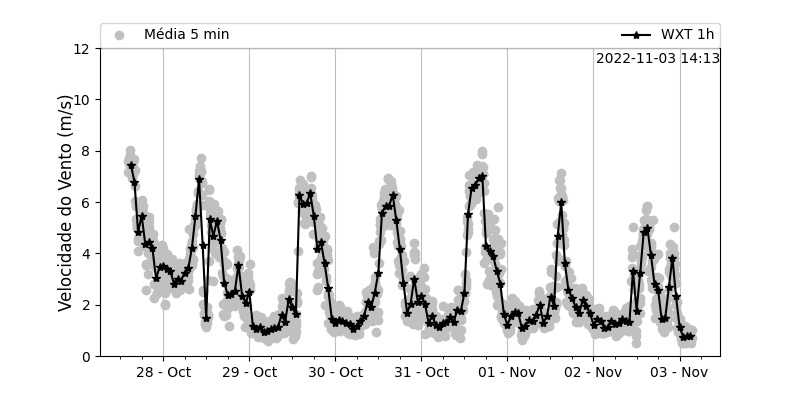 Média 5 min
WXT 1h
2022-11-03 14:13
Velocidade do Vento (m/s)
12
10
8
6
4
2
0
28 - Oct
29 - Oct
30 - Oct
31 - Oct
01 - Nov
02 - Nov
03 - Nov